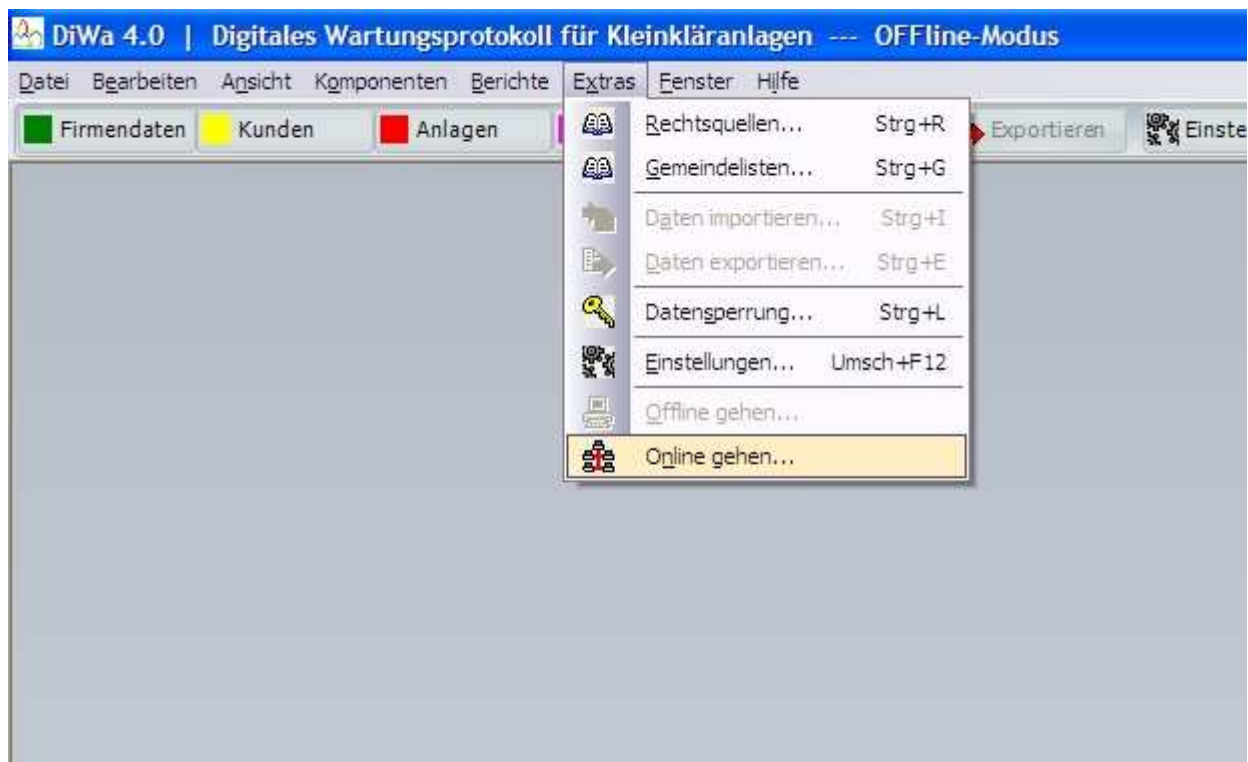 DiWa 4.0 | Digitales Wartungsprotokoll für Kleinkläranlagen --- OFFline-Modus
Datei Bearbeiten Ansicht Komponenten Berichte Extras Fenster Hilfe
Firmendaten Kunden Anlagen Exportieren Einste
Rechtsquellen... Strg+R
Gemeindelisten... Strg+G
Daten importieren... Strg+I
Daten exportieren... Strg+E
Datensperrung... Strg+L
Einstellungen... Umsch+F12
Offline gehen...
Online gehen...